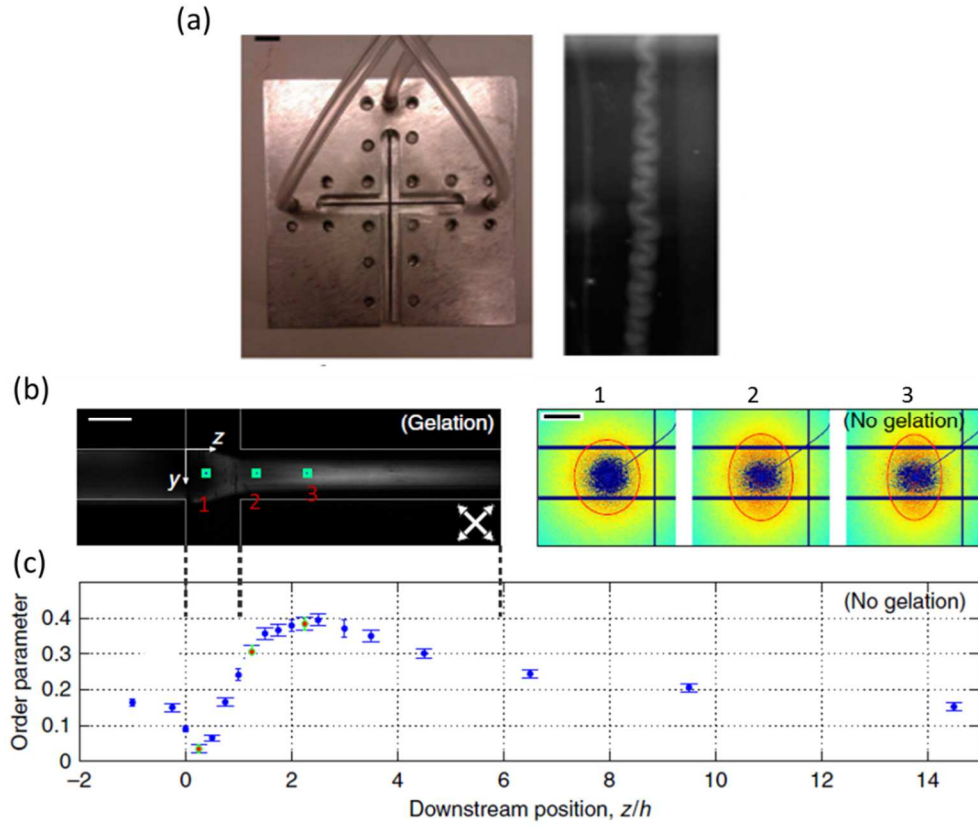 (a)
(b)
z
(Gelation)
y
1
2
3
1 2 3
(No gelation)
(c)
(No gelation)
Order parameter
0.4
0.3
0.2
0.1
0
−2 0 2 4 6 8 10 12 14
Downstream position, z/h